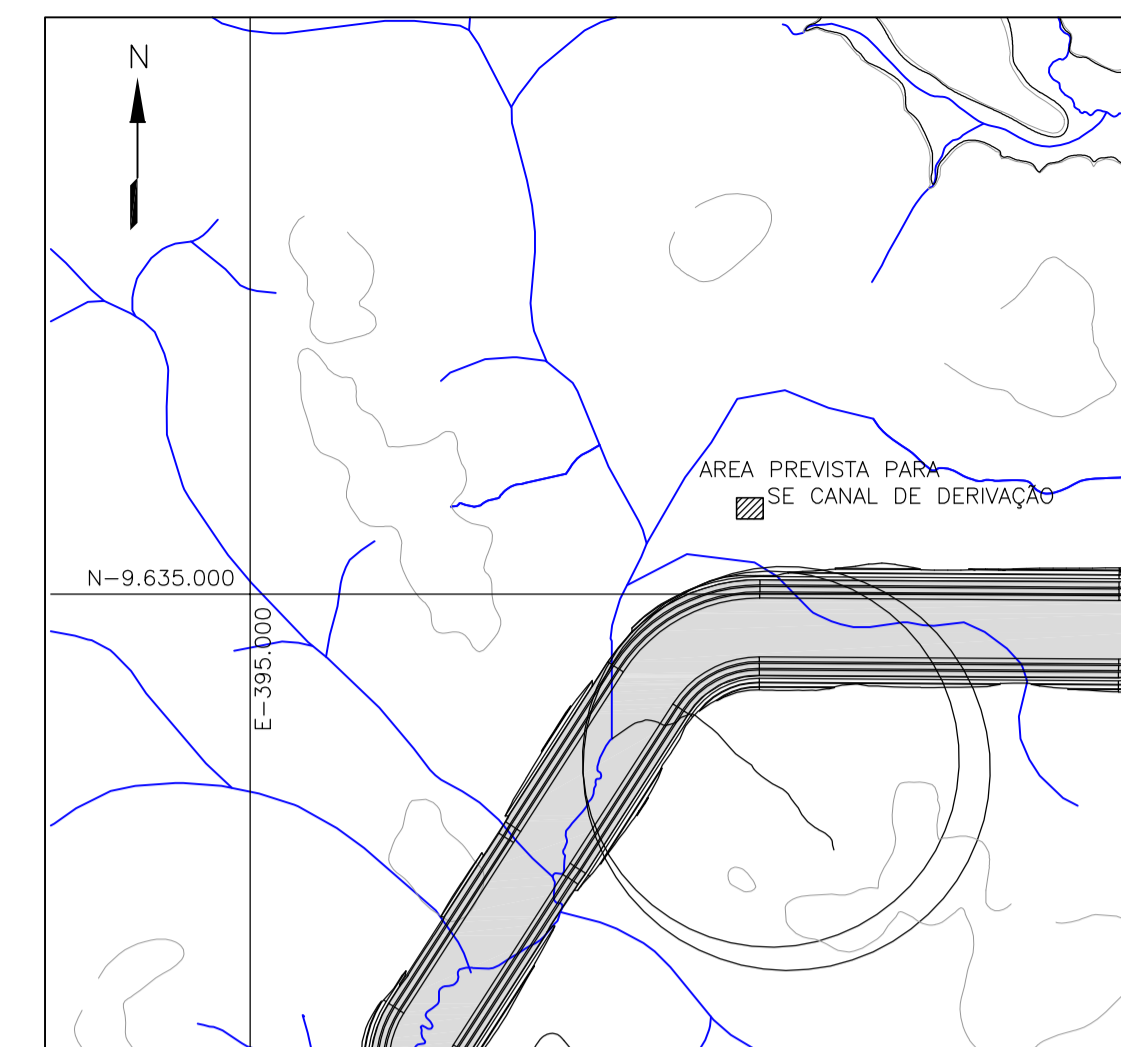 N
AREA PREVISTA PARA
SE CANAL DE DERIVAÇÃO
N-9.635.000
E-395.000